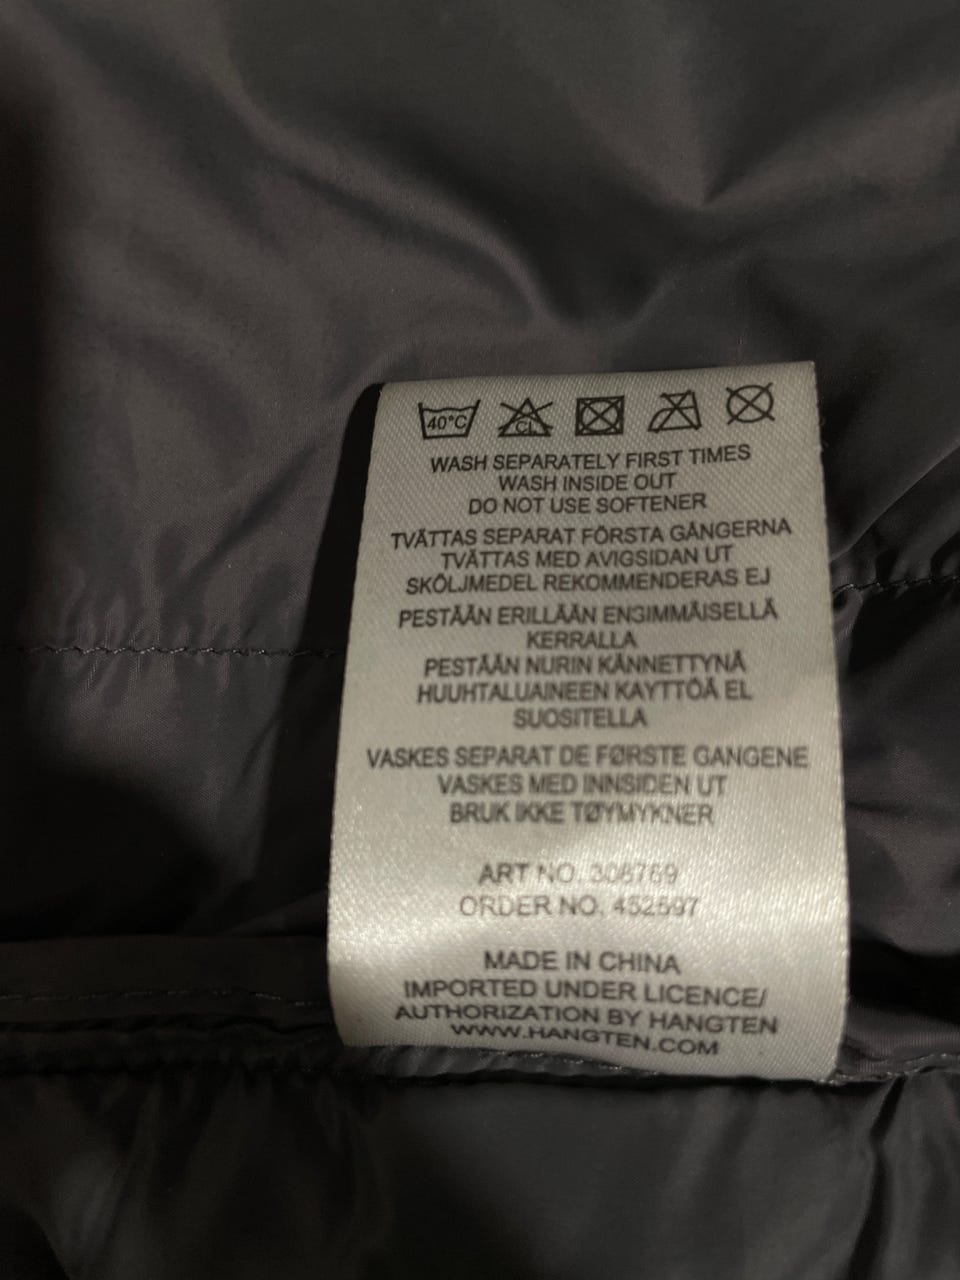 40°C CL
WASH SEPARATELY FIRST TIMES
WASH INSIDE OUT
DO NOT USE SOFTENER
TVÄTTAS SEPARAT FÖRSTA GÅNGERNA
TVÄTTAS MED AVIGSIDAN UT
SKÖLJMEDEL REKOMMENDERAS EJ
PESTÄÄN ERILLÄÄN ENSIMMÄISELLÄ
KERRALLA
PESTÄÄN NURIN KÄNNETTYNÄ
HUUHTALUAINEEN KAYTTÖÄ EL
SUOSITELLA
VASKES SEPARAT DE FØRSTE GANGENE
VASKES MED INNSIDEN UT
BRUK IKKE TØYMYKNER
ART NO. 308769
ORDER NO. 452597
MADE IN CHINA
IMPORTED UNDER LICENCE/
AUTHORIZATION BY HANGTEN
WWW.HANGTEN.COM